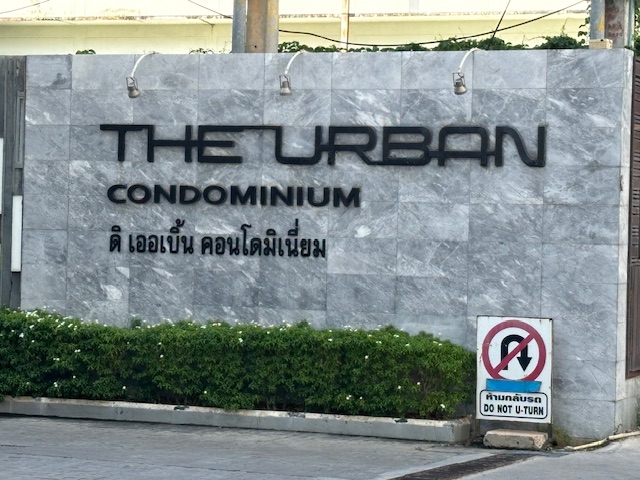 THE URBAN
CONDOMINIUM
ดิ เออเบิ้น คอนโดมิเนี่ยม
ห้ามกลับรถ
DO NOT U-TURN